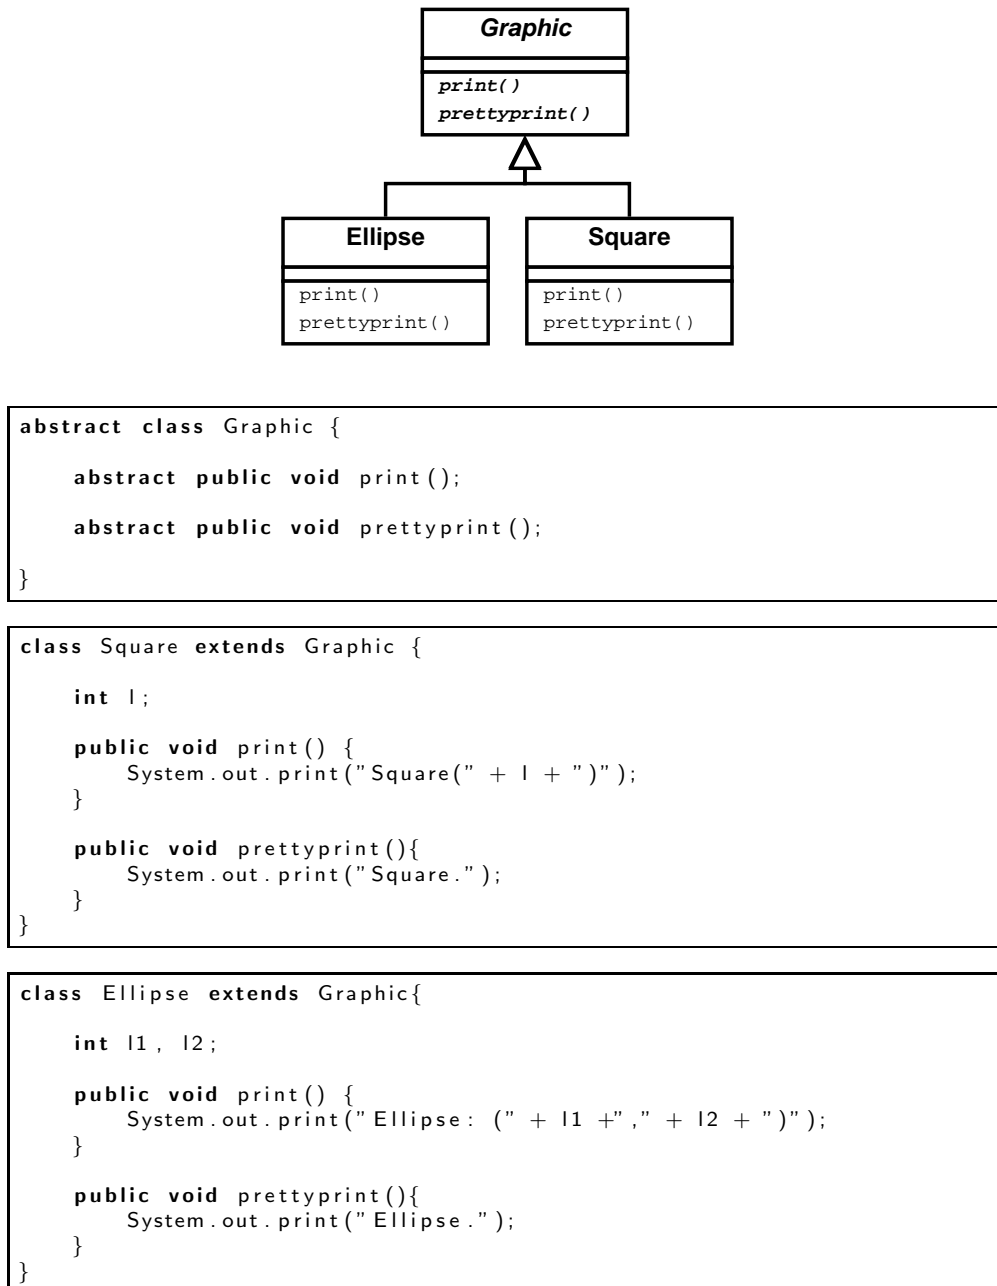 Graphic
print()
prettyprint()
Ellipse
print()
prettyprint()
Square
print()
prettyprint()
abstract class Graphic {
abstract public void print();
abstract public void prettyprint();
}
class Square extends Graphic {
int l;
public void print() {
System.out.print("Square(" + l + ")");
}
public void prettyprint(){
System.out.print("Square.");
}
}
class Ellipse extends Graphic{
int l1, l2;
public void print() {
System.out.print("Ellipse: (" + l1 +"," + l2 + ")");
}
public void prettyprint(){
System.out.print("Ellipse.");
}
}